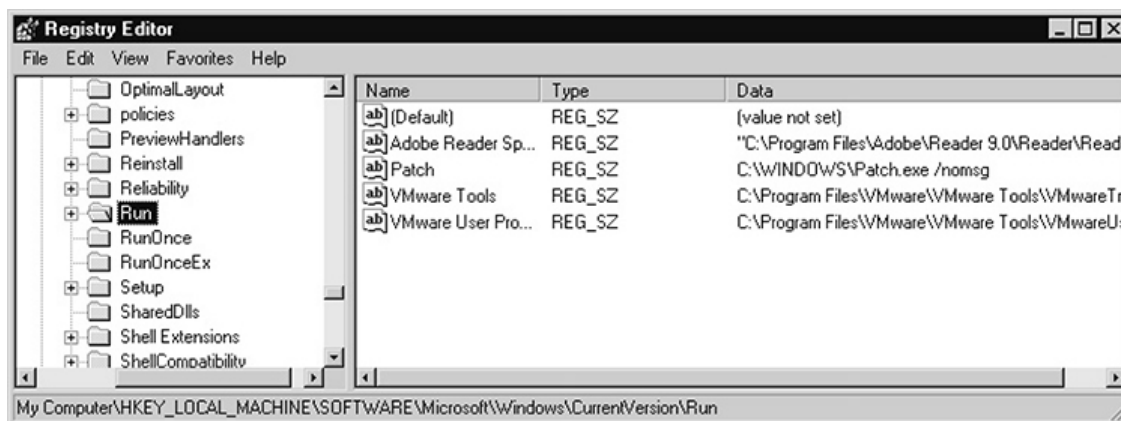 Registry Editor
File Edit View Favorites Help
OptimalLayout
policies
PreviewHandlers
Reinstall
Reliability
Run
RunOnce
RunOnceEx
Setup
SharedDlls
Shell Extensions
ShellCompatibility
Name Type Data
(Default) REG_SZ (value not set)
Adobe Reader Sp... REG_SZ "C:\Program Files\Adobe\Reader 9.0\Reader\Read
Patch REG_SZ C:\WINDOWS\Patch.exe /nomsg
VMware Tools REG_SZ C:\Program Files\VMware\VMware Tools\VMwareTr
VMware User Pro... REG_SZ C:\Program Files\VMware\VMware Tools\VMwareUs
My Computer\HKEY_LOCAL_MACHINE\SOFTWARE\Microsoft\Windows\CurrentVersion\Run